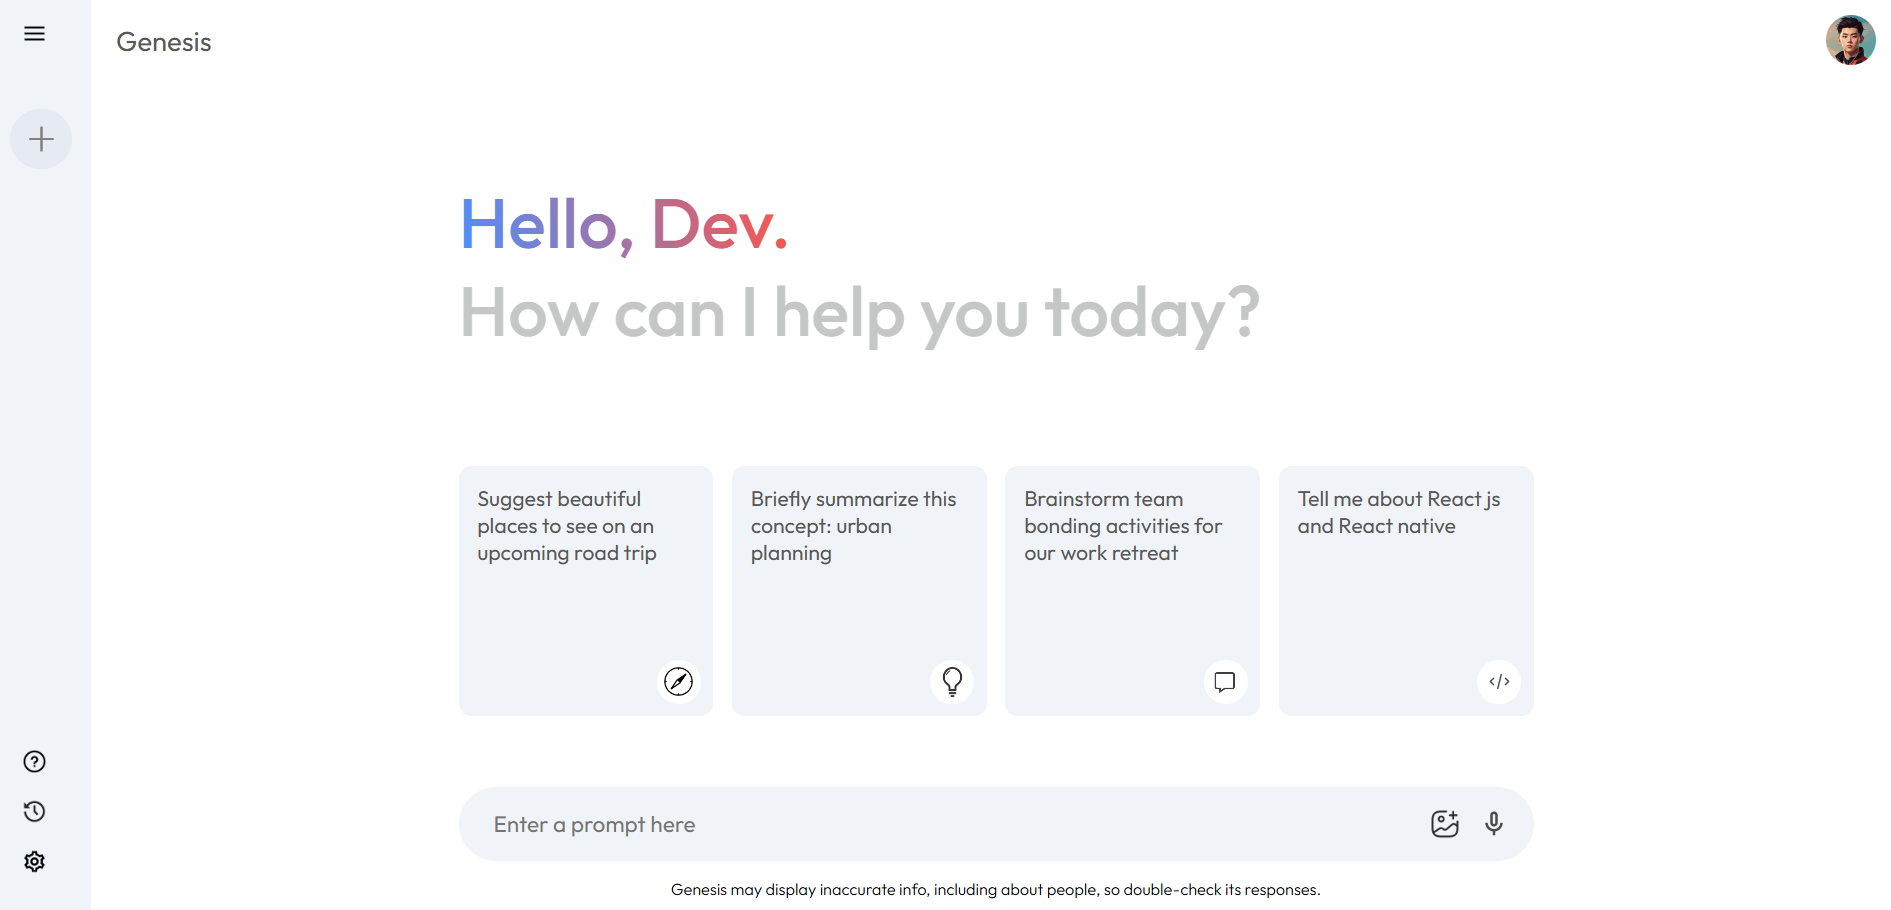 Genesis
Hello, Dev.
How can I help you today?
Suggest beautiful
places to see on an
upcoming road trip
Briefly summarize this
concept: urban
planning
Brainstorm team
bonding activities for
our work retreat
Tell me about React js
and React native
Enter a prompt here
Genesis may display inaccurate info, including about people, so double-check its responses.